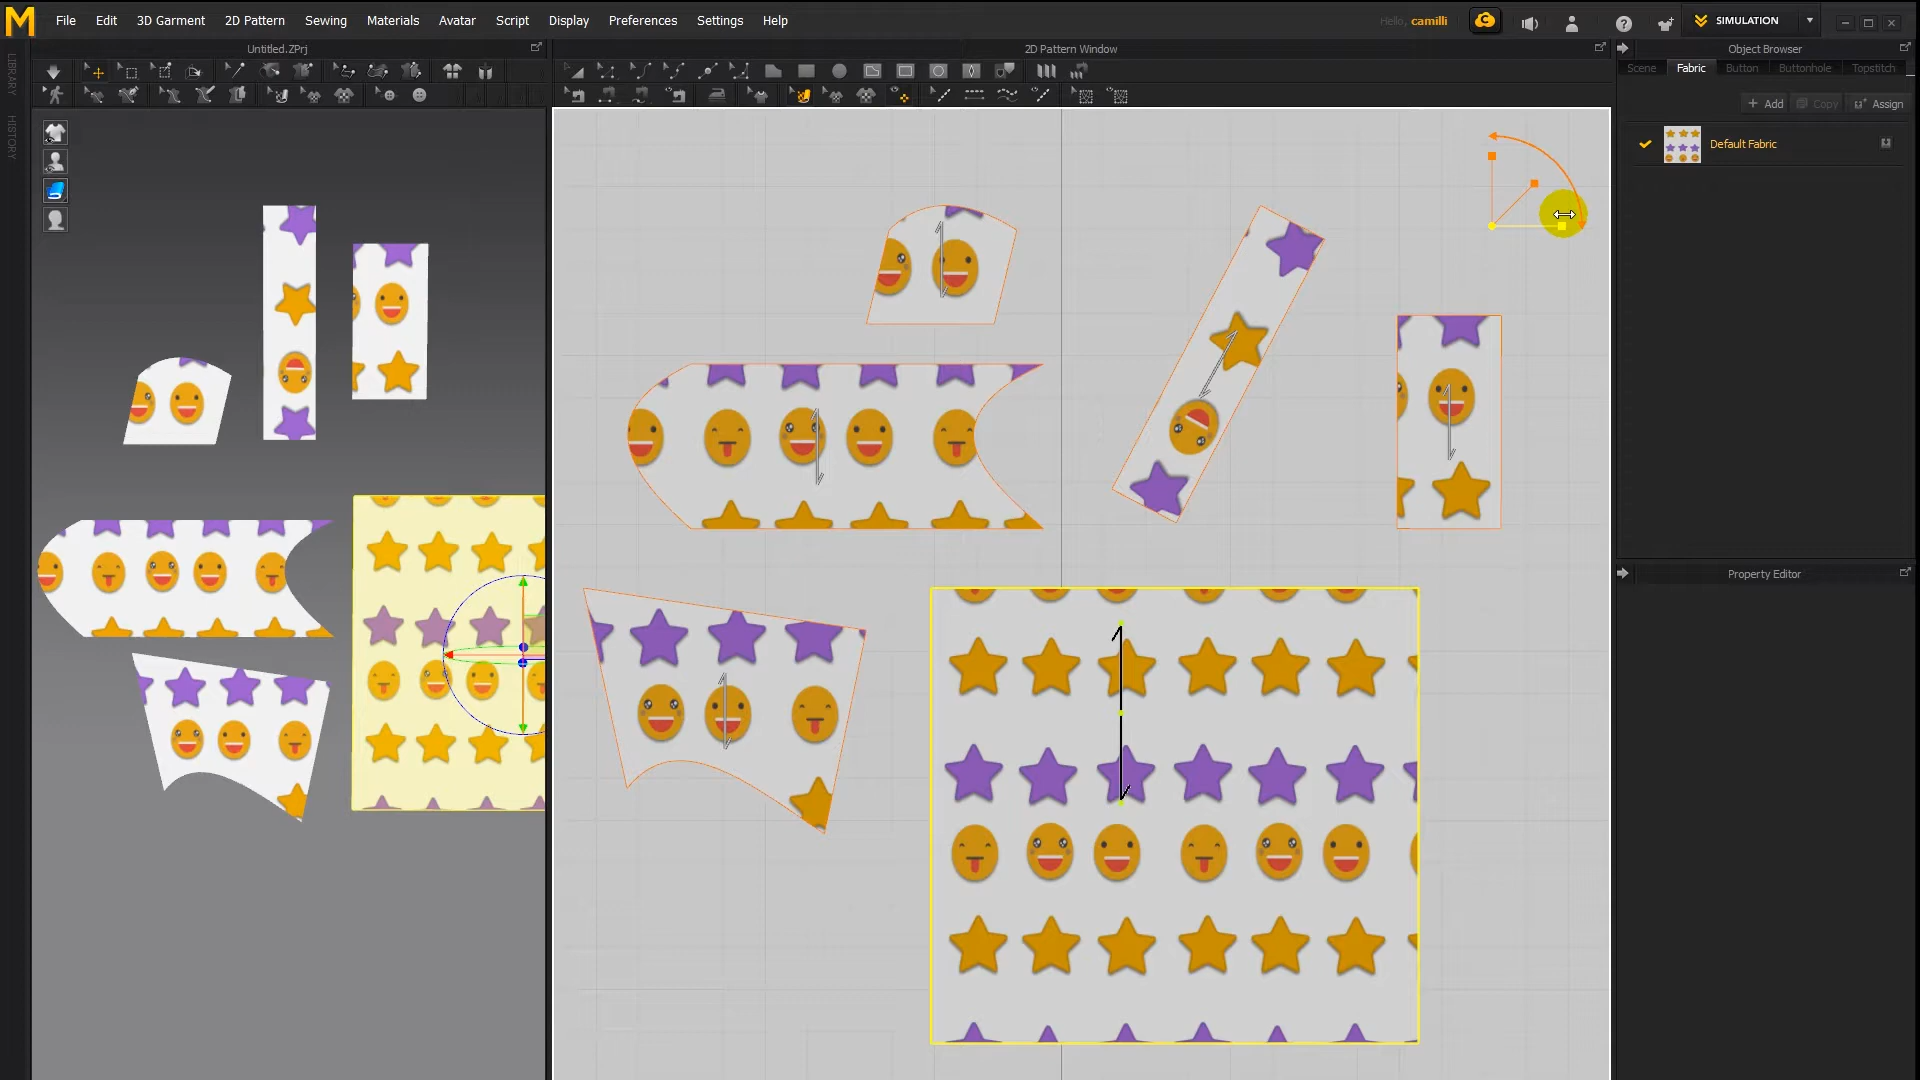 M File Edit 3D Garment 2D Pattern Sewing Materials Avatar Script Display Preferences Settings Help
Hello, camilli
SIMULATION
Untitled.ZPrj
2D Pattern Window
Object Browser
Scene Fabric Button Buttonhole Topstitch
+ Add Copy Assign
Default Fabric
Property Editor
LIBRARY
HISTORY